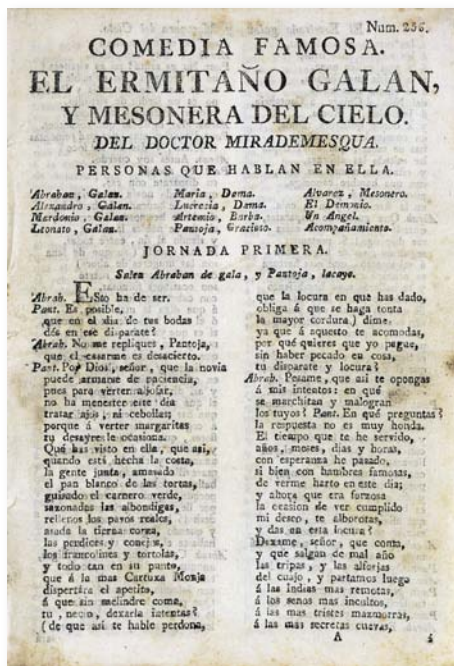 Num. 256.
COMEDIA FAMOSA.
EL ERMITAÑO GALAN,
Y MESONERA DEL CIELO.
DEL DOCTOR MIRADEMESQUA.
PERSONAS QUE HABLAN EN ELLA.
Abrahan, Galan.
Alexandro, Galan.
Mardonio, Galan.
Leonato, Galan.
Maria, Dama.
Lucrecia, Dama.
Artemio, Barba.
Pantoja, Gracioso.
Alvarez, Mesonero.
El Demonio.
Un Angel.
Acompañamiento.
JORNADA PRIMERA.
Salen Abrahan de gala, y Pantoja, lacayo.
Abrah. ESto ha de ser.
Pant. Es posible,
que en el dia de tus bodas
dés en ese disparate?
Abrah. No me repliques, Pantoja,
que el casarme es desacierto.
Pant. Por Dios, señor, que la novia
puede armarse de paciencia,
pues para verter aljofar,
no ha menester este dia
tratar ajos, ni cebollas;
porque á verter margaritas
tu desayre le ocasiona.
Qué has visto en ella, que asi,
quando está hecha la costa,
la gente junta, amasado
el pan blanco de las tortas,
guisado el carnero verde,
sazonadas las albondigas,
rellenos los pavos reales,
asada la tierna corza,
las perdices y conejos,
los francolines y tortolas,
y todo tan en su punto,
que á la mas Cartuxa Monja
dispertára el apetito,
á que sin melindre coma,
tu, necio, dexarla intentas?
(de que asi te hable perdona,
que la locura en que has dado,
obliga á que se haga tonta
la mayor cordura) dime,
ya que á aquesto te acomodas,
por qué quieres que yo pague,
sin haber pecado en cosa,
tu disparate y locura?
Abrah. Pesame, que asi te opongas
á mis intentos: en qué
se marchitan y malogran
los tuyos? Pant. En qué preguntas?
la respuesta no es muy honda.
El tiempo que te he servido,
años, meses, dias y horas,
con esperanza he pasado,
si bien con hambres famosas,
de verme harto en este dia;
y ahora que era forzosa
la ocasion de ver cumplido
mi deseo, te alborotas,
y das en esta locura?
Dexame, señor, que coma,
y que salgan de mal año
las tripas, y las alforjas
del cuajo, y partamos luego
á las Indias mas remotas,
á los senos mas incultos,
á las mas tristes mazmorras,
á las mas secretas cuevas,
A
á